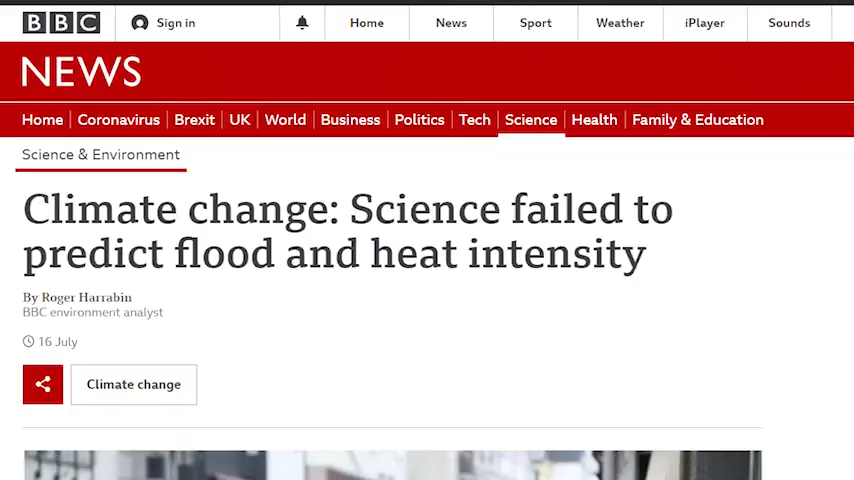 BBC Sign in Home News Sport Weather iPlayer Sounds
NEWS
Home Coronavirus Brexit UK World Business Politics Tech Science Health Family & Education
Science & Environment
Climate change: Science failed to
predict flood and heat intensity
By Roger Harrabin
BBC environment analyst
16 July
Climate change